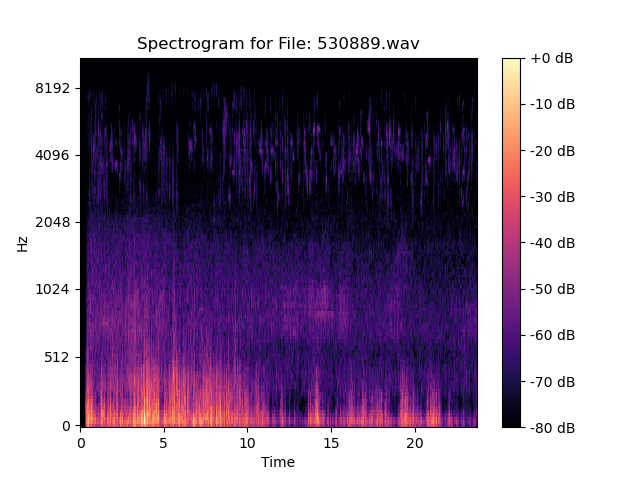 Spectrogram for File: 530889.wav
8192
4096
2048
1024
512
0
Hz
0 5 10 15 20
Time
+0 dB
-10 dB
-20 dB
-30 dB
-40 dB
-50 dB
-60 dB
-70 dB
-80 dB